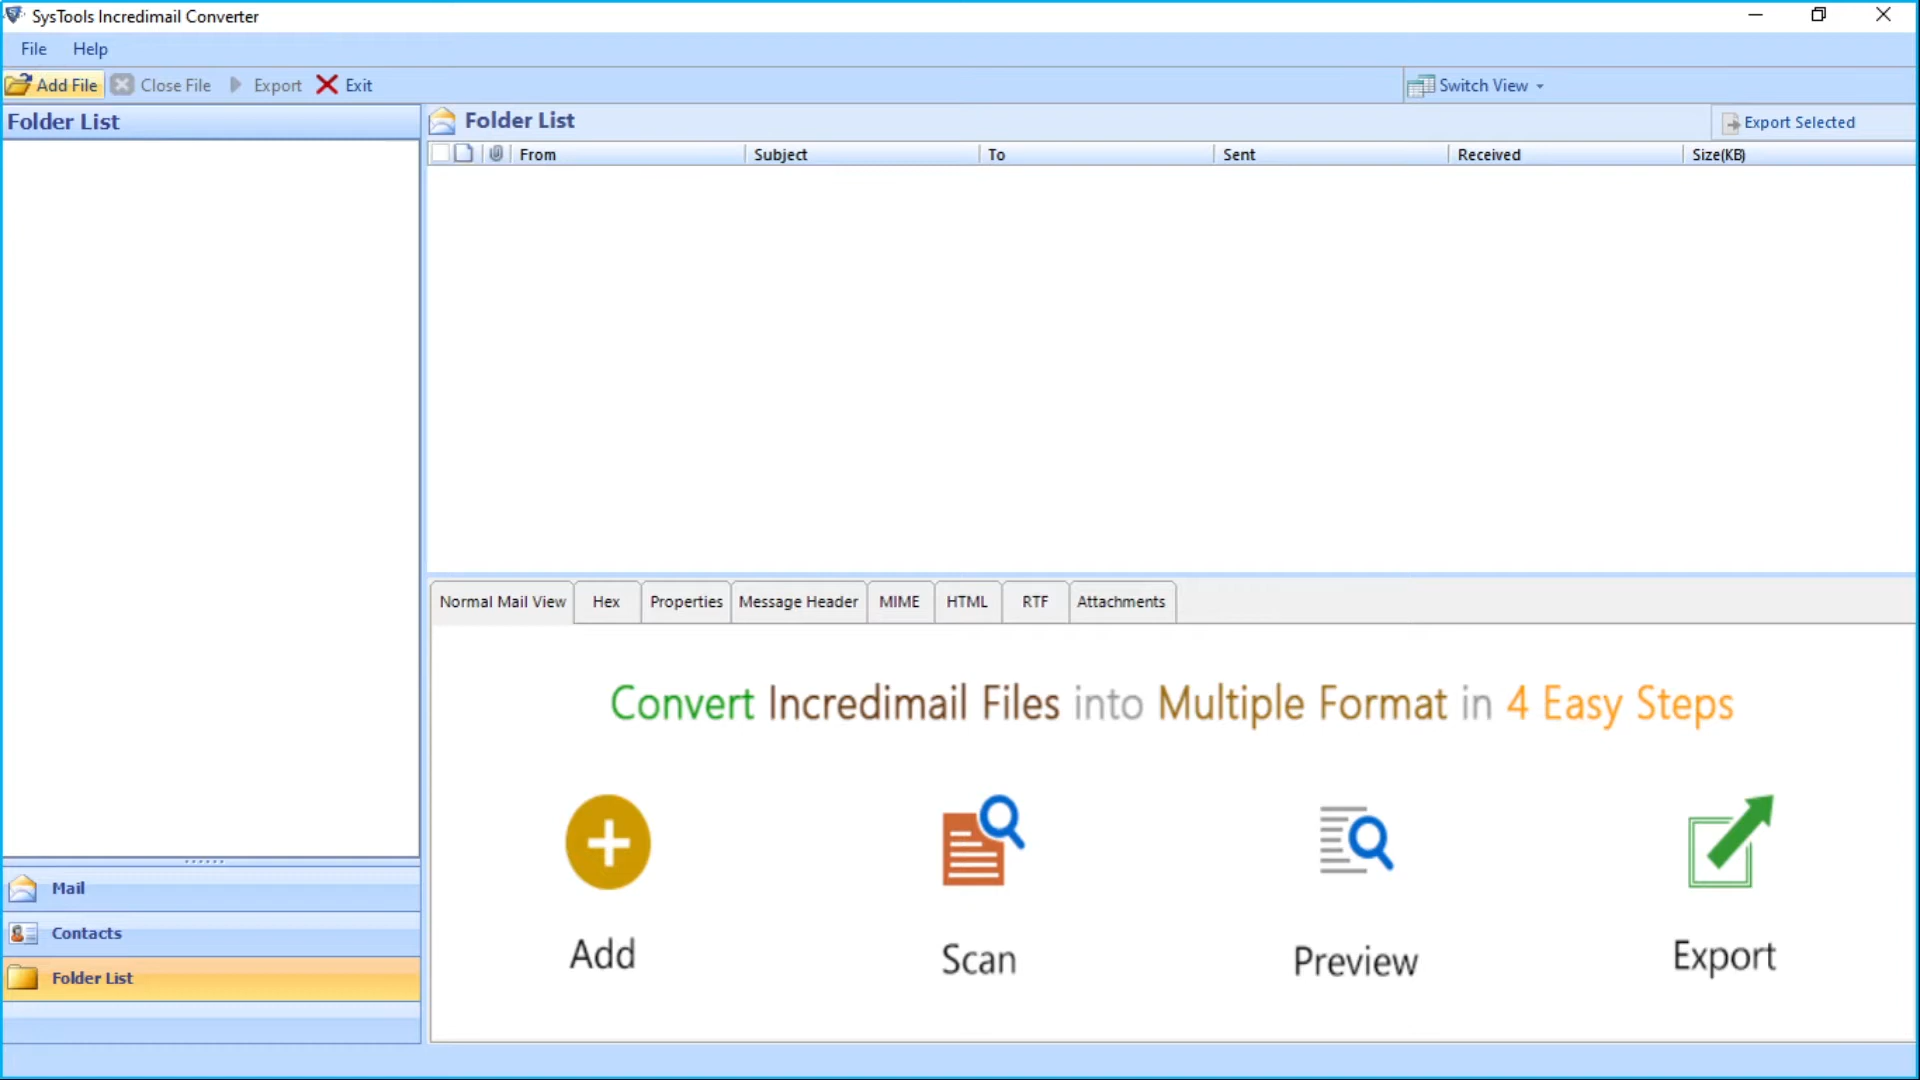 SysTools Incredimail Converter
File Help
Add File Close File Export Exit Switch View
Folder List
Folder List Export Selected
From Subject To Sent Received Size(KB)
Normal Mail View Hex Properties Message Header MIME HTML RTF Attachments
Convert Incredimail Files into Multiple Format in 4 Easy Steps
Add Scan Preview Export
Mail
Contacts
Folder List